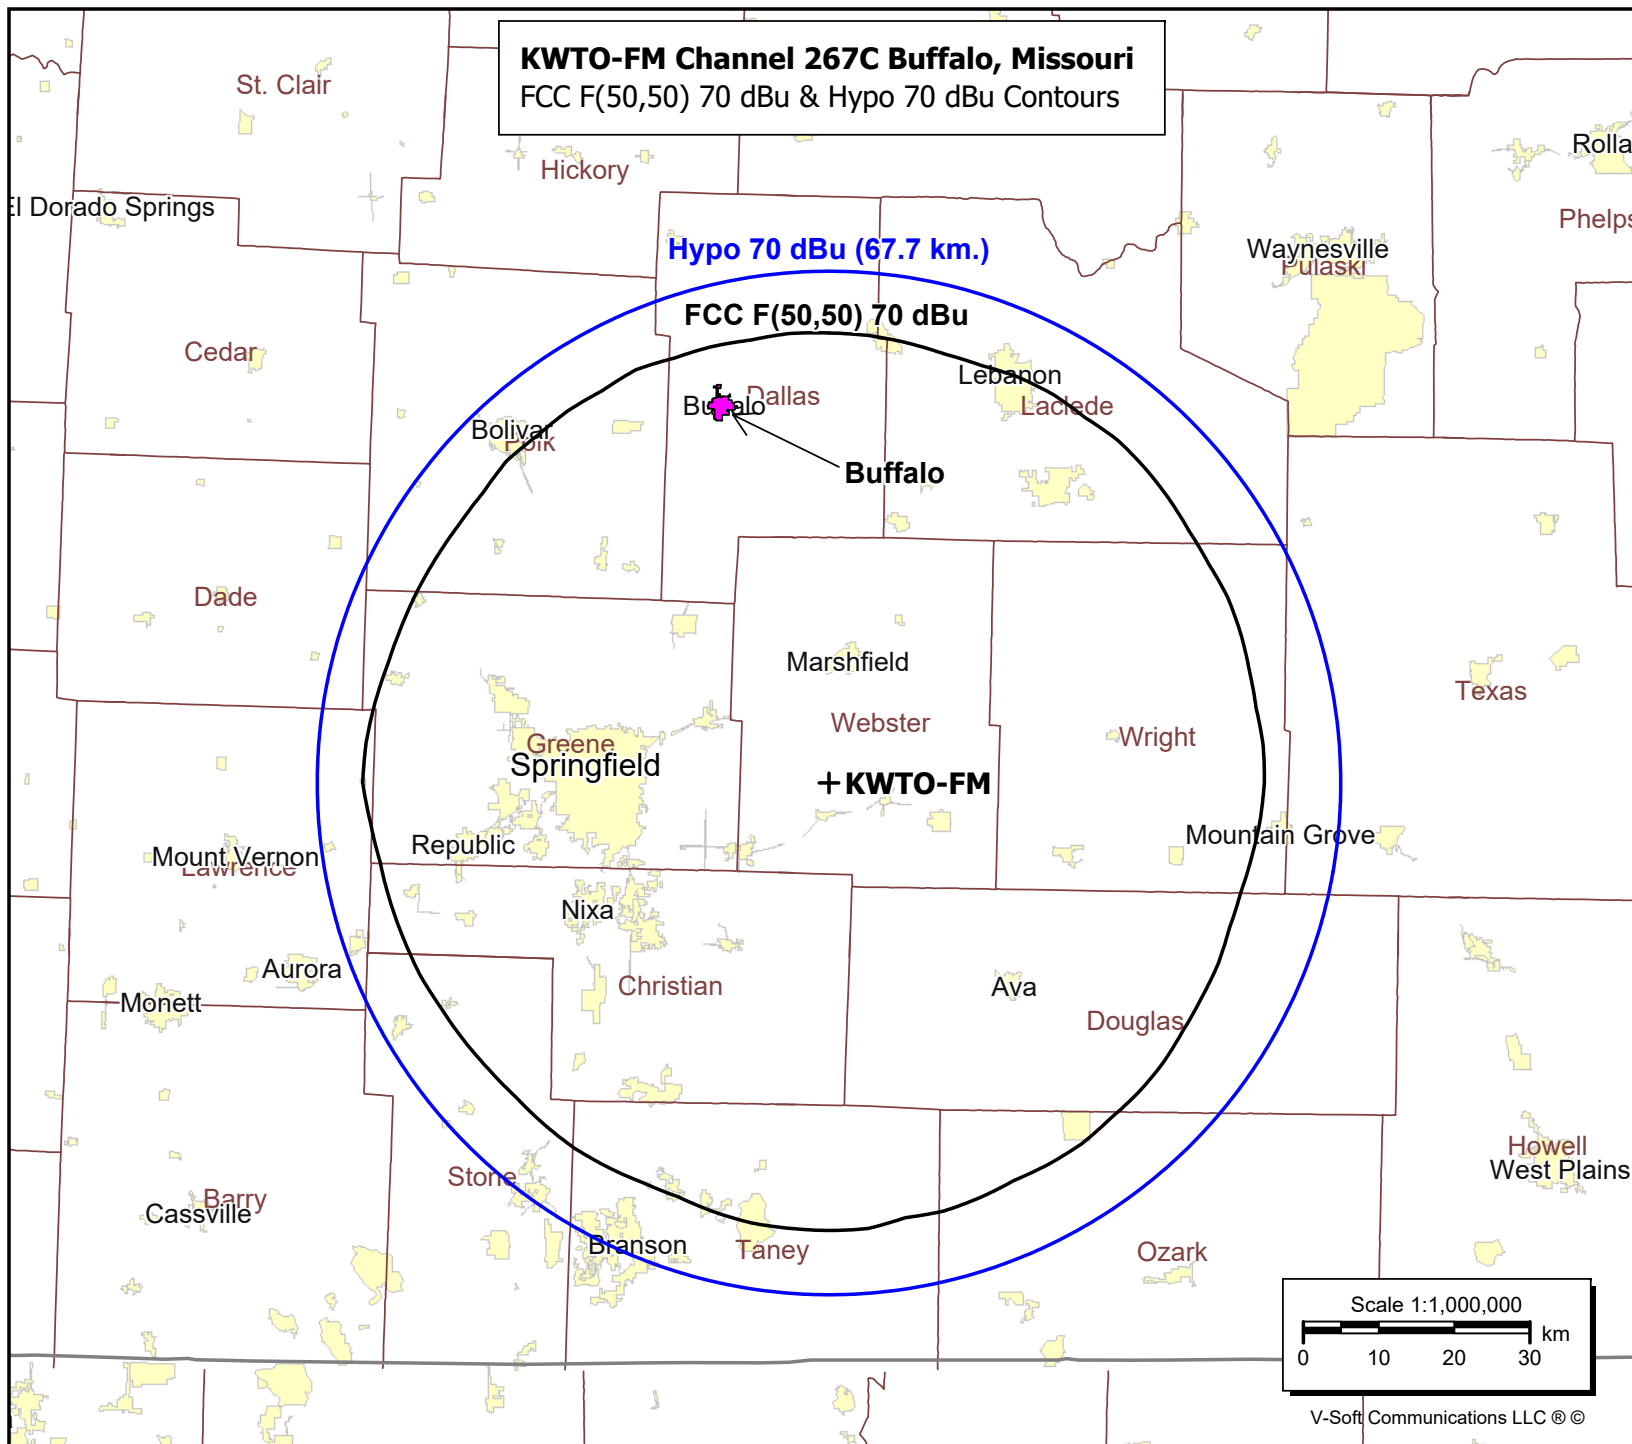 KWTO-FM Channel 267C Buffalo, Missouri
FCC F(50,50) 70 dBu & Hypo 70 dBu Contours
St. Clair
Hickory
Rolla
El Dorado Springs
Phelps
Waynesville
Pulaski
Hypo 70 dBu (67.7 km.)
FCC F(50,50) 70 dBu
Cedar
Lebanon
Laclede
Dallas
Buffalo
Bolivar
Polk
Buffalo
Dade
Marshfield
Texas
Webster
Wright
Greene
Springfield
KWTO-FM
Mountain Grove
Republic
Mount Vernon
Lawrence
Nixa
Aurora
Christian
Ava
Monett
Douglas
Howell
West Plains
Stone
Barry
Cassville
Branson
Taney
Ozark
Scale 1:1,000,000
km
0 10 20 30
V-Soft Communications LLC ® ©